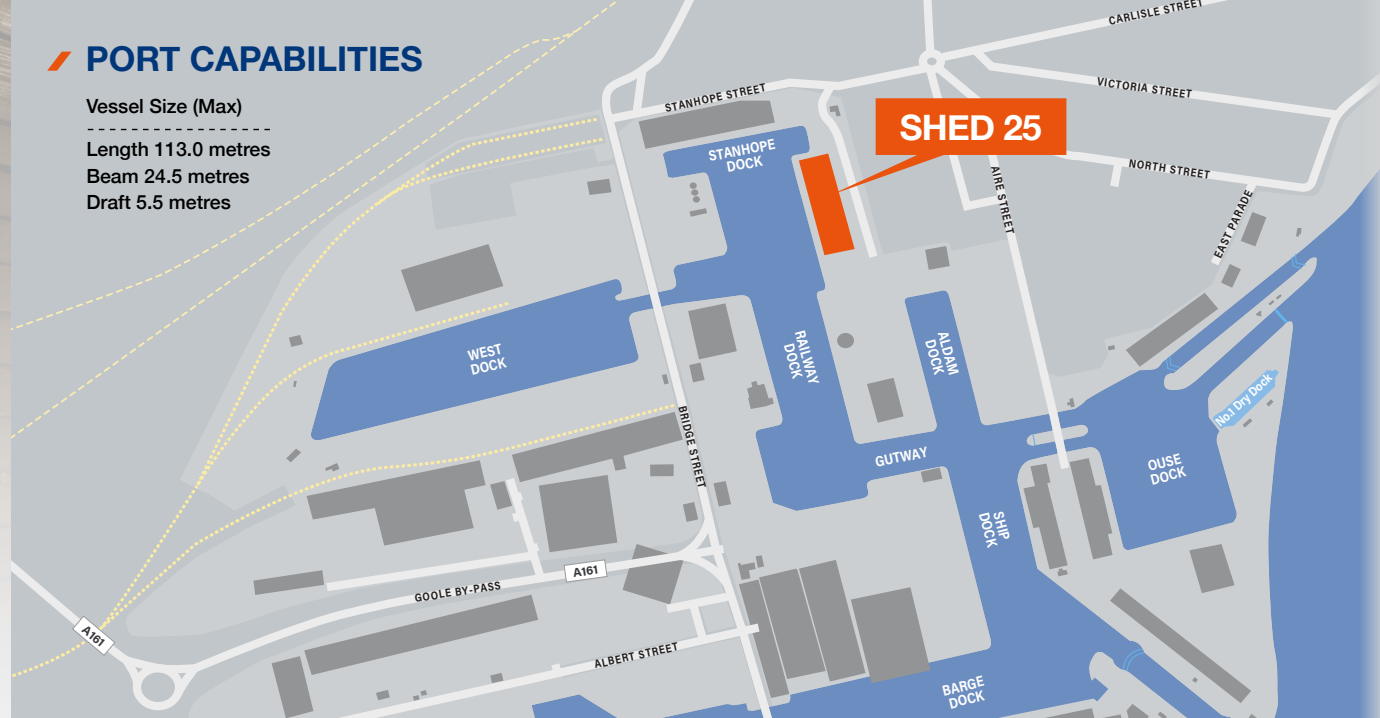 PORT CAPABILITIES
Vessel Size (Max)
Length 113.0 metres
Beam 24.5 metres
Draft 5.5 metres
CARLISLE STREET
VICTORIA STREET
STANHOPE STREET
SHED 25
STANHOPE
DOCK
NORTH STREET
AIRE STREET
EAST PARADE
WEST
DOCK
RAILWAY
DOCK
ALDAM
DOCK
No.1 Dry Dock
BRIDGE STREET
GUTWAY
OUSE
DOCK
SHIP
DOCK
A161
GOOLE BY-PASS
A161
ALBERT STREET
BARGE
DOCK